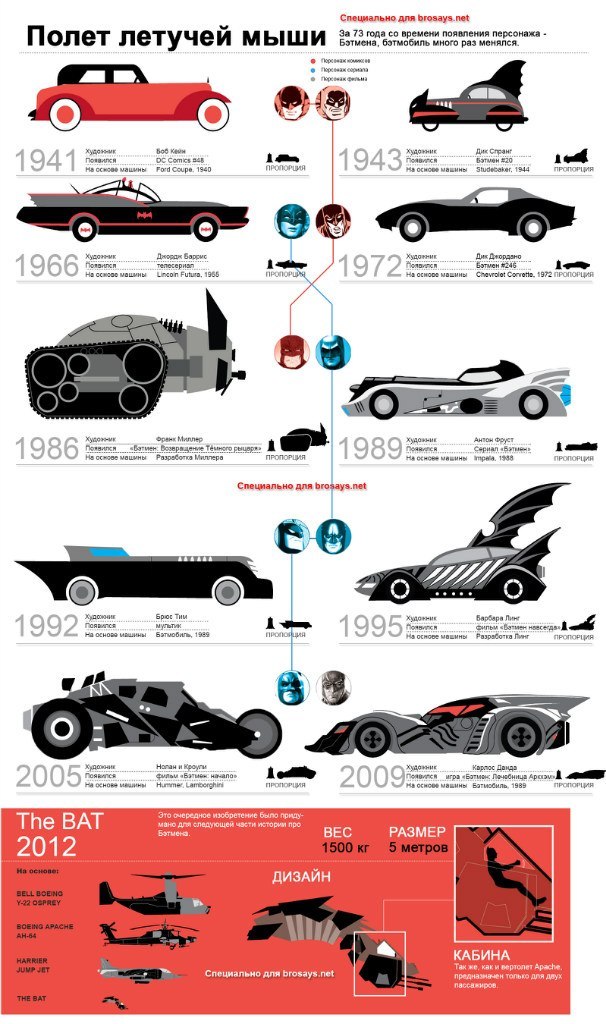 Специально для brosays.net
Полет летучей мыши
За 73 года со времени появления персонажа -
Бэтмена, бэтмобиль много раз менялся.
Персонаж комиксов
Персонаж сериала
Персонаж фильма
1941
Художник Боб Кейн
Появился DC Comics #48
На основе машины Ford Coupe, 1940
ПРОПОРЦИЯ
1943
Художник Дик Спранг
Появился Бэтмен #20
На основе машины Studebaker, 1944
ПРОПОРЦИЯ
1966
Художник Джордж Баррис
Появился телесериал
На основе машины Lincoln Futura, 1955
ПРОПОРЦИЯ
1972
Художник Дик Джордано
Появился Бэтмен #245
На основе машины Chevrolet Corvette, 1972
ПРОПОРЦИЯ
1986
Художник Франк Миллер
Появился «Бэтмен: Возвращение Тёмного рыцаря»
На основе машины Разработка Миллера
ПРОПОРЦИЯ
1989
Художник Антон Фруст
Появился Сериал «Бэтмен»
На основе машины Impala, 1988
ПРОПОРЦИЯ
Специально для brosays.net
1992
Художник Брюс Тим
Появился мультик
На основе машины Бэтмобиль, 1989
ПРОПОРЦИЯ
1995
Художник Барбара Линг
Появился фильм «Бэтмен навсегда»
На основе машины Разработка Линг
ПРОПОРЦИЯ
2005
Художник Нолан и Кроули
Появился фильм «Бэтмен: начало»
На основе машины Hummer, Lamborghini
ПРОПОРЦИЯ
2009
Художник Карлос Данда
Появился игра «Бэтмен: Лечебница Аркхэм»
На основе машины Бэтмобиль, 1989
ПРОПОРЦИЯ
The BAT
2012
Это очередное изобретение было приду-
мано для следующей части истории про
Бэтмена.
ВЕС
1500 кг
РАЗМЕР
5 метров
На основе:
BELL BOEING
Y-22 OSPREY
BOEING APACHE
AH-64
HARRIER
JUMP JET
THE BAT
ДИЗАЙН
Специально для brosays.net
КАБИНА
Так же, как и вертолет Apache,
предназначен только для двух
пассажиров.